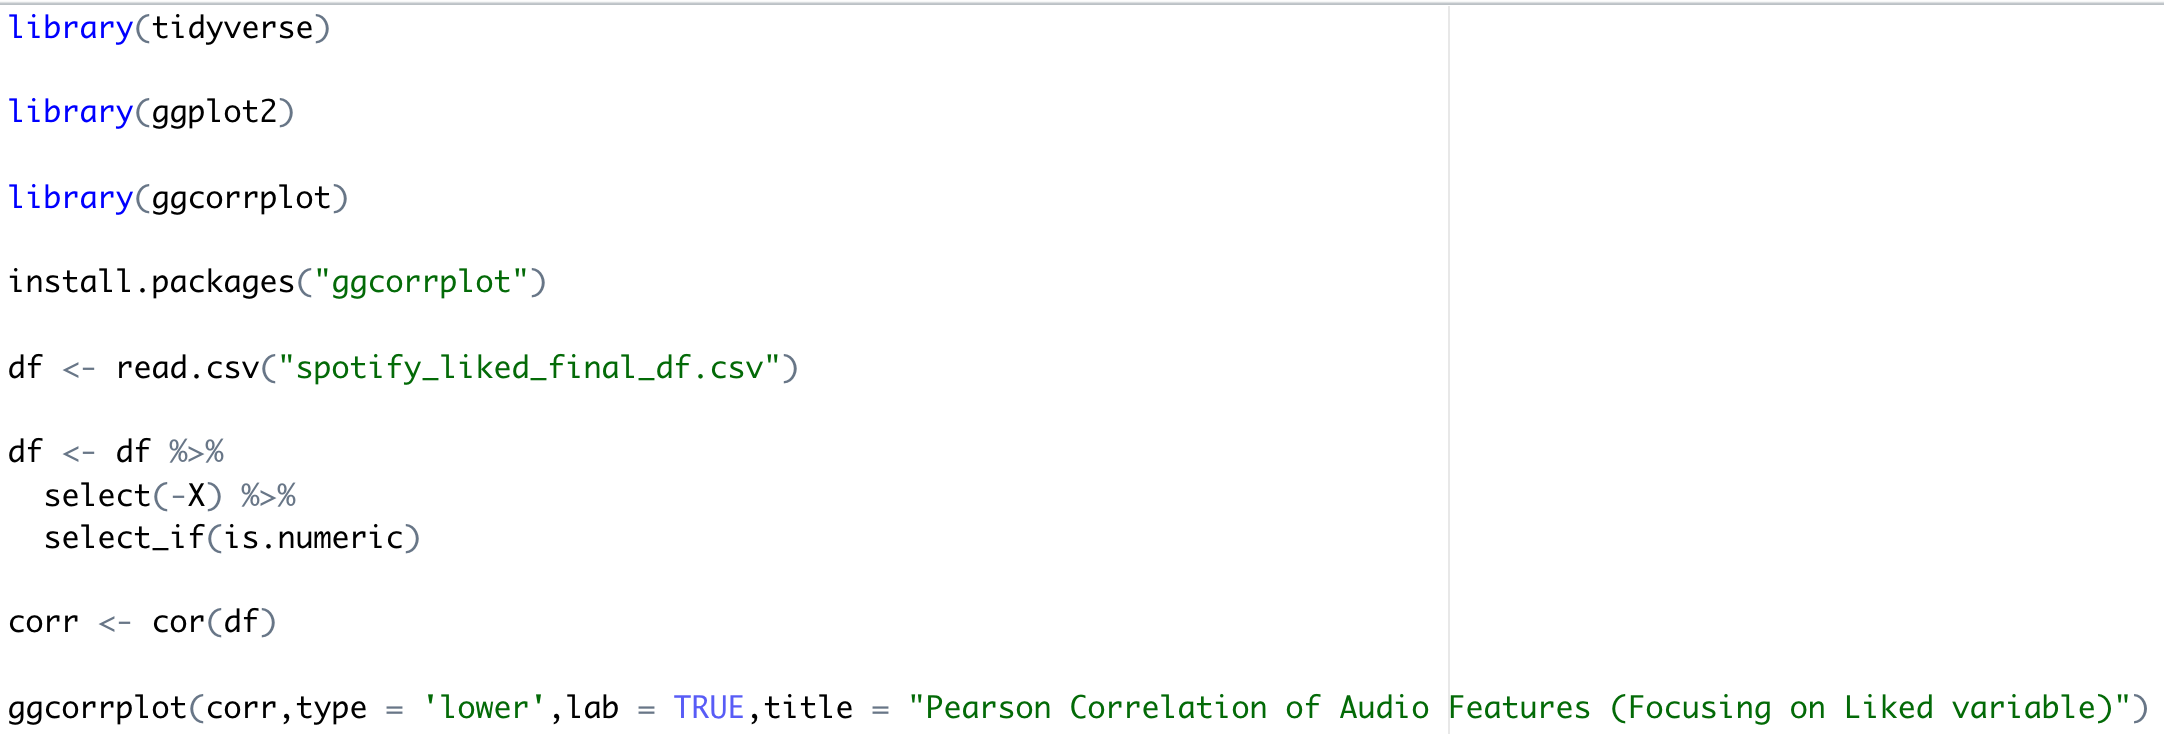 library(tidyverse)
library(ggplot2)
library(ggcorrplot)
install.packages("ggcorrplot")
df <- read.csv("spotify_liked_final_df.csv")
df <- df %>%
  select(-X) %>%
  select_if(is.numeric)
corr <- cor(df)
ggcorrplot(corr,type = 'lower',lab = TRUE,title = "Pearson Correlation of Audio Features (Focusing on Liked variable)")